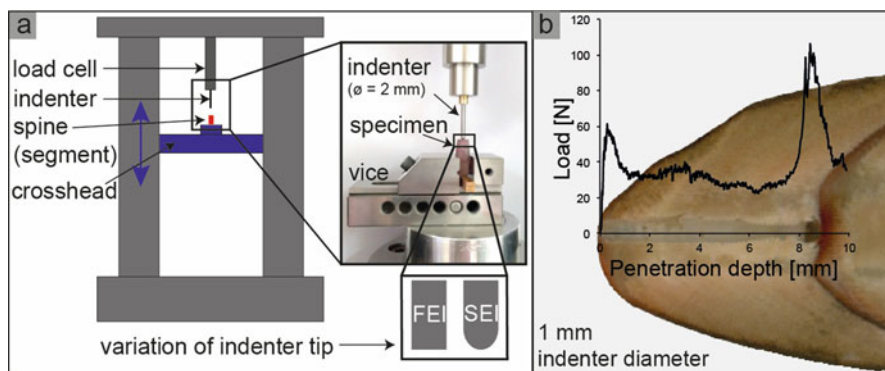 a
load cell
indenter
spine
(segment)
crosshead
indenter
(ø = 2 mm)
specimen
vice
FEI
SEI
variation of indenter tip
b
Load [N]
120
100
80
60
40
20
0
0
2
4
6
8
10
Penetration depth [mm]
1 mm
indenter diameter